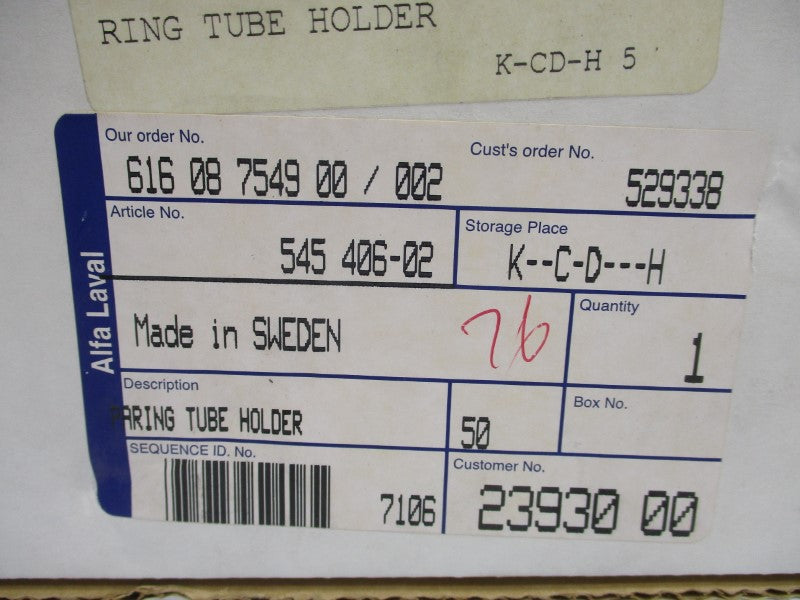 RING TUBE HOLDER
K-CD-H 5
Our order No.
616 08 7549 00 / 002
Cust's order No.
529338
Article No.
545 406-02
Storage Place
K--C-D---H
Alfa Laval
Made in SWEDEN
76
Quantity
1
Description
PARING TUBE HOLDER
50
Box No.
SEQUENCE ID. No.
7106
Customer No.
23930 00